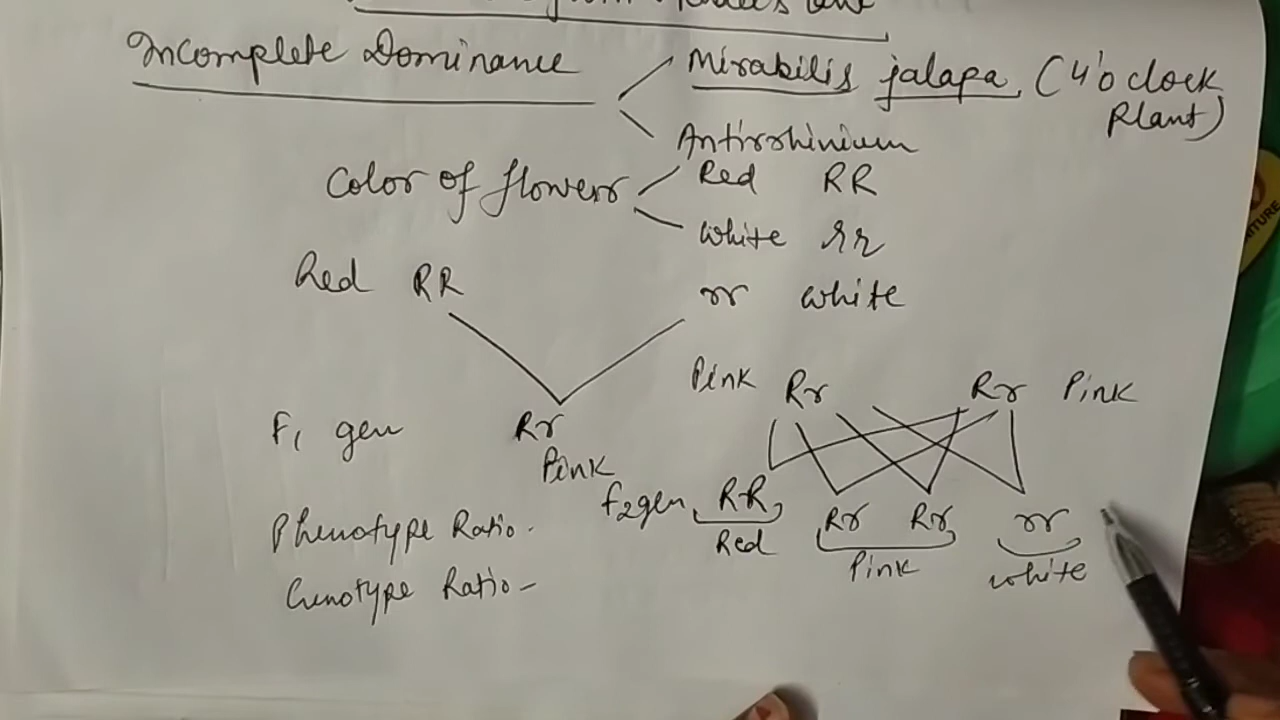 Incomplete Dominance
Mirabilis jalapa (4'o clock
Plant)
Antirrhinium
Color of flowers
Red RR
White rr
Red RR
rr White
Pink Rr
Rr Pink
F1 gen
Rr
Pink
F2 gen, RR, Rr Rr, rr
Red
Pink
White
Phenotype Ratio -
Genotype Ratio -